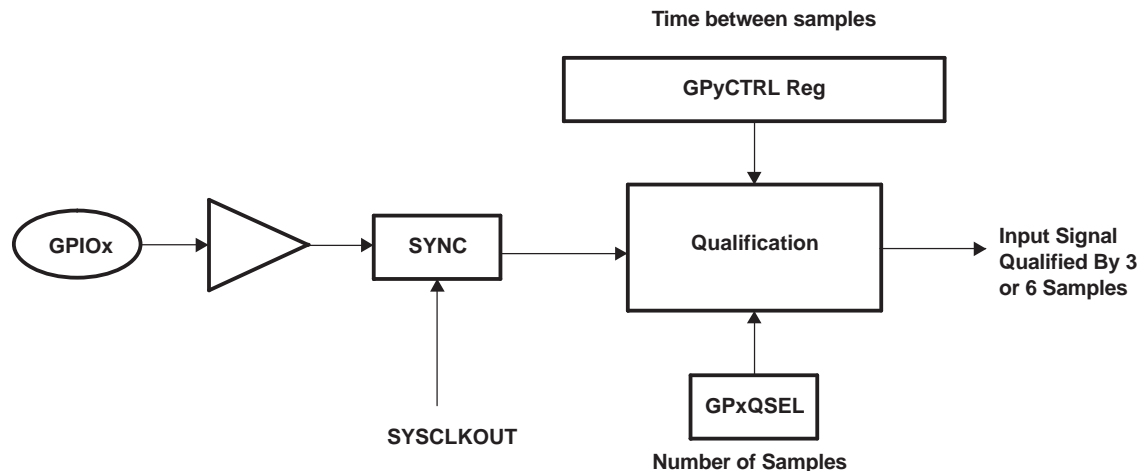 Time between samples
GPyCTRL Reg
GPIOx
SYNC
Qualification
Input Signal
Qualified By 3
or 6 Samples
GPxQSEL
SYSCLKOUT
Number of Samples